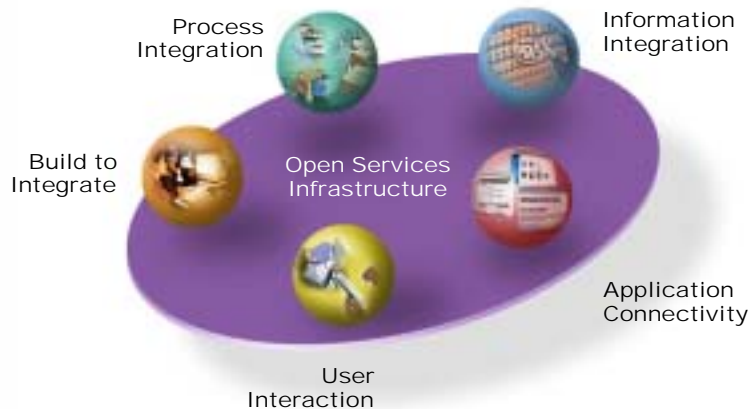 Process
Integration
Information
Integration
Build to
Integrate
Open Services
Infrastructure
Application
Connectivity
User
Interaction